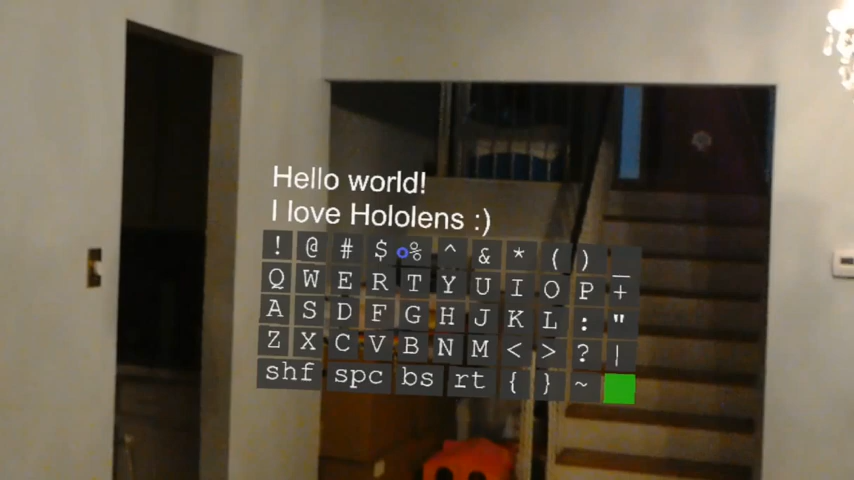 Hello world!
I love Hololens :)
! @ # $ % ^ & * ( ) _
Q W E R T Y U I O P +
A S D F G H J K L : "
Z X C V B N M < > ? |
shf spc bs rt { } ~